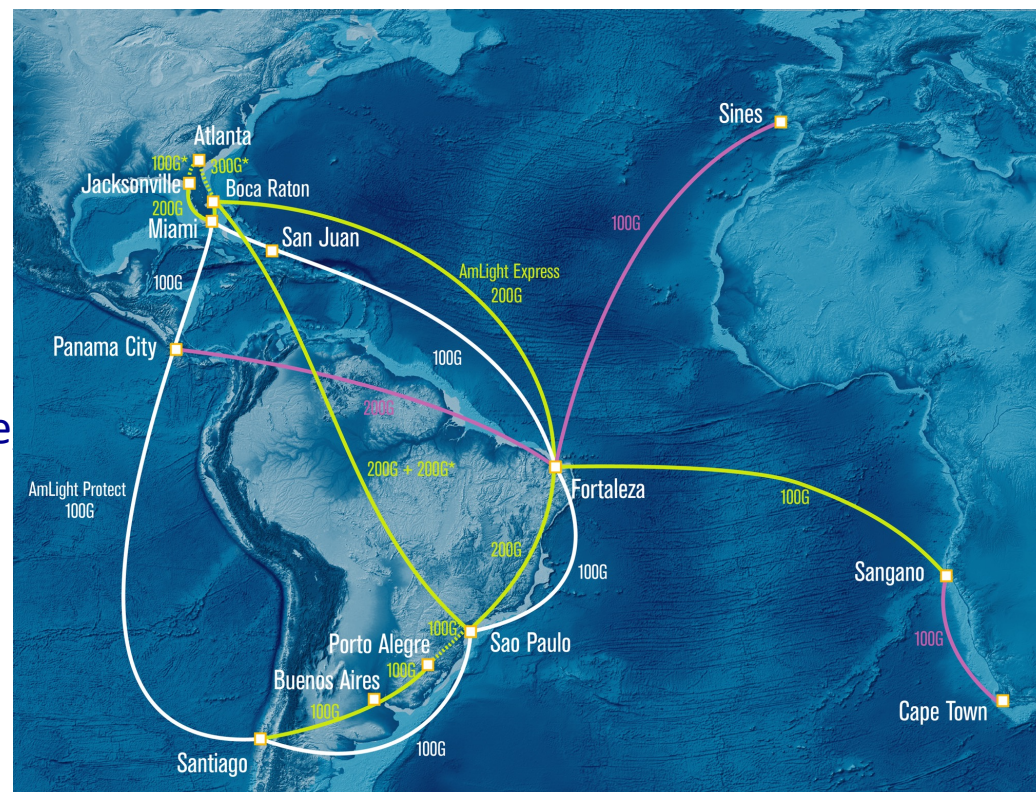 Atlanta
100G*
300G*
Jacksonville
Boca Raton
200G
Miami
San Juan
Sines
100G
AmLight Express
200G
100G
100G
Panama City
200G
e
200G + 200G*
Fortaleza
AmLight Protect
100G
100G
200G
100G
Sangano
100G
Sao Paulo
Porto Alegre
100G
100G
Buenos Aires
100G
100G
Cape Town
Santiago
100G